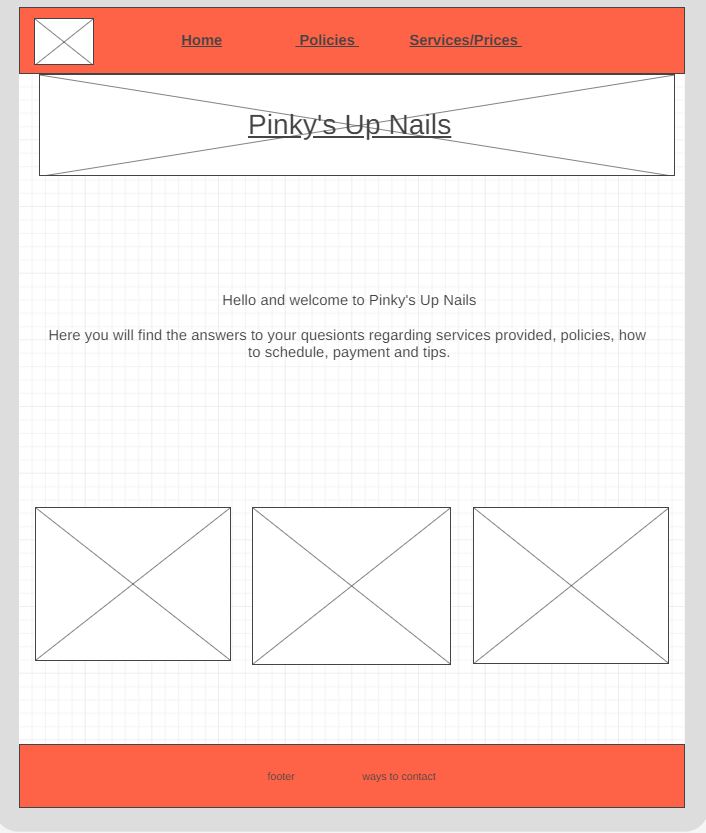 Home Policies Services/Prices
Pinky's Up Nails
Hello and welcome to Pinky's Up Nails
Here you will find the answers to your quesionts regarding services provided, policies, how
to schedule, payment and tips.
footer ways to contact